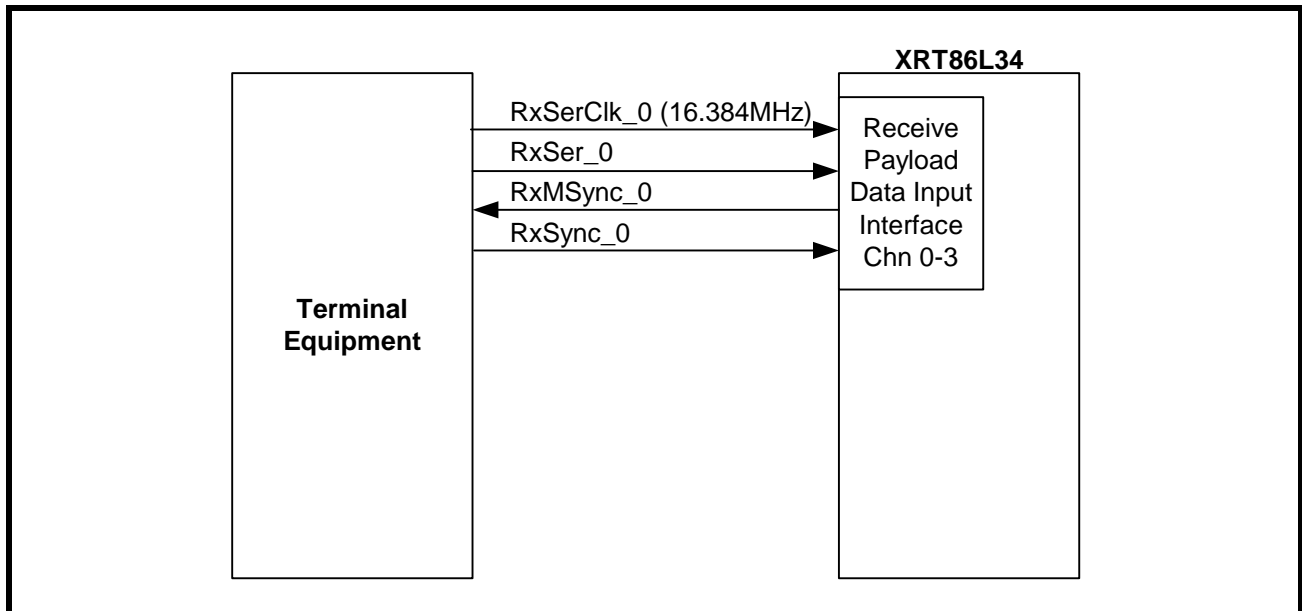 XRT86L34
RxSerClk_0 (16.384MHz)
RxSer_0
RxMSync_0
RxSync_0
Receive
Payload
Data Input
Interface
Chn 0-3
Terminal
Equipment